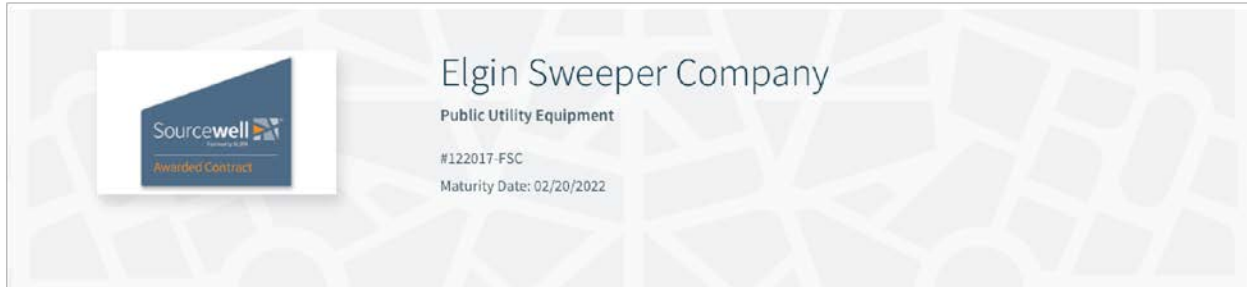 Sourcewell
Awarded Contract
Elgin Sweeper Company
Public Utility Equipment
#122017-FSC
Maturity Date: 02/20/2022